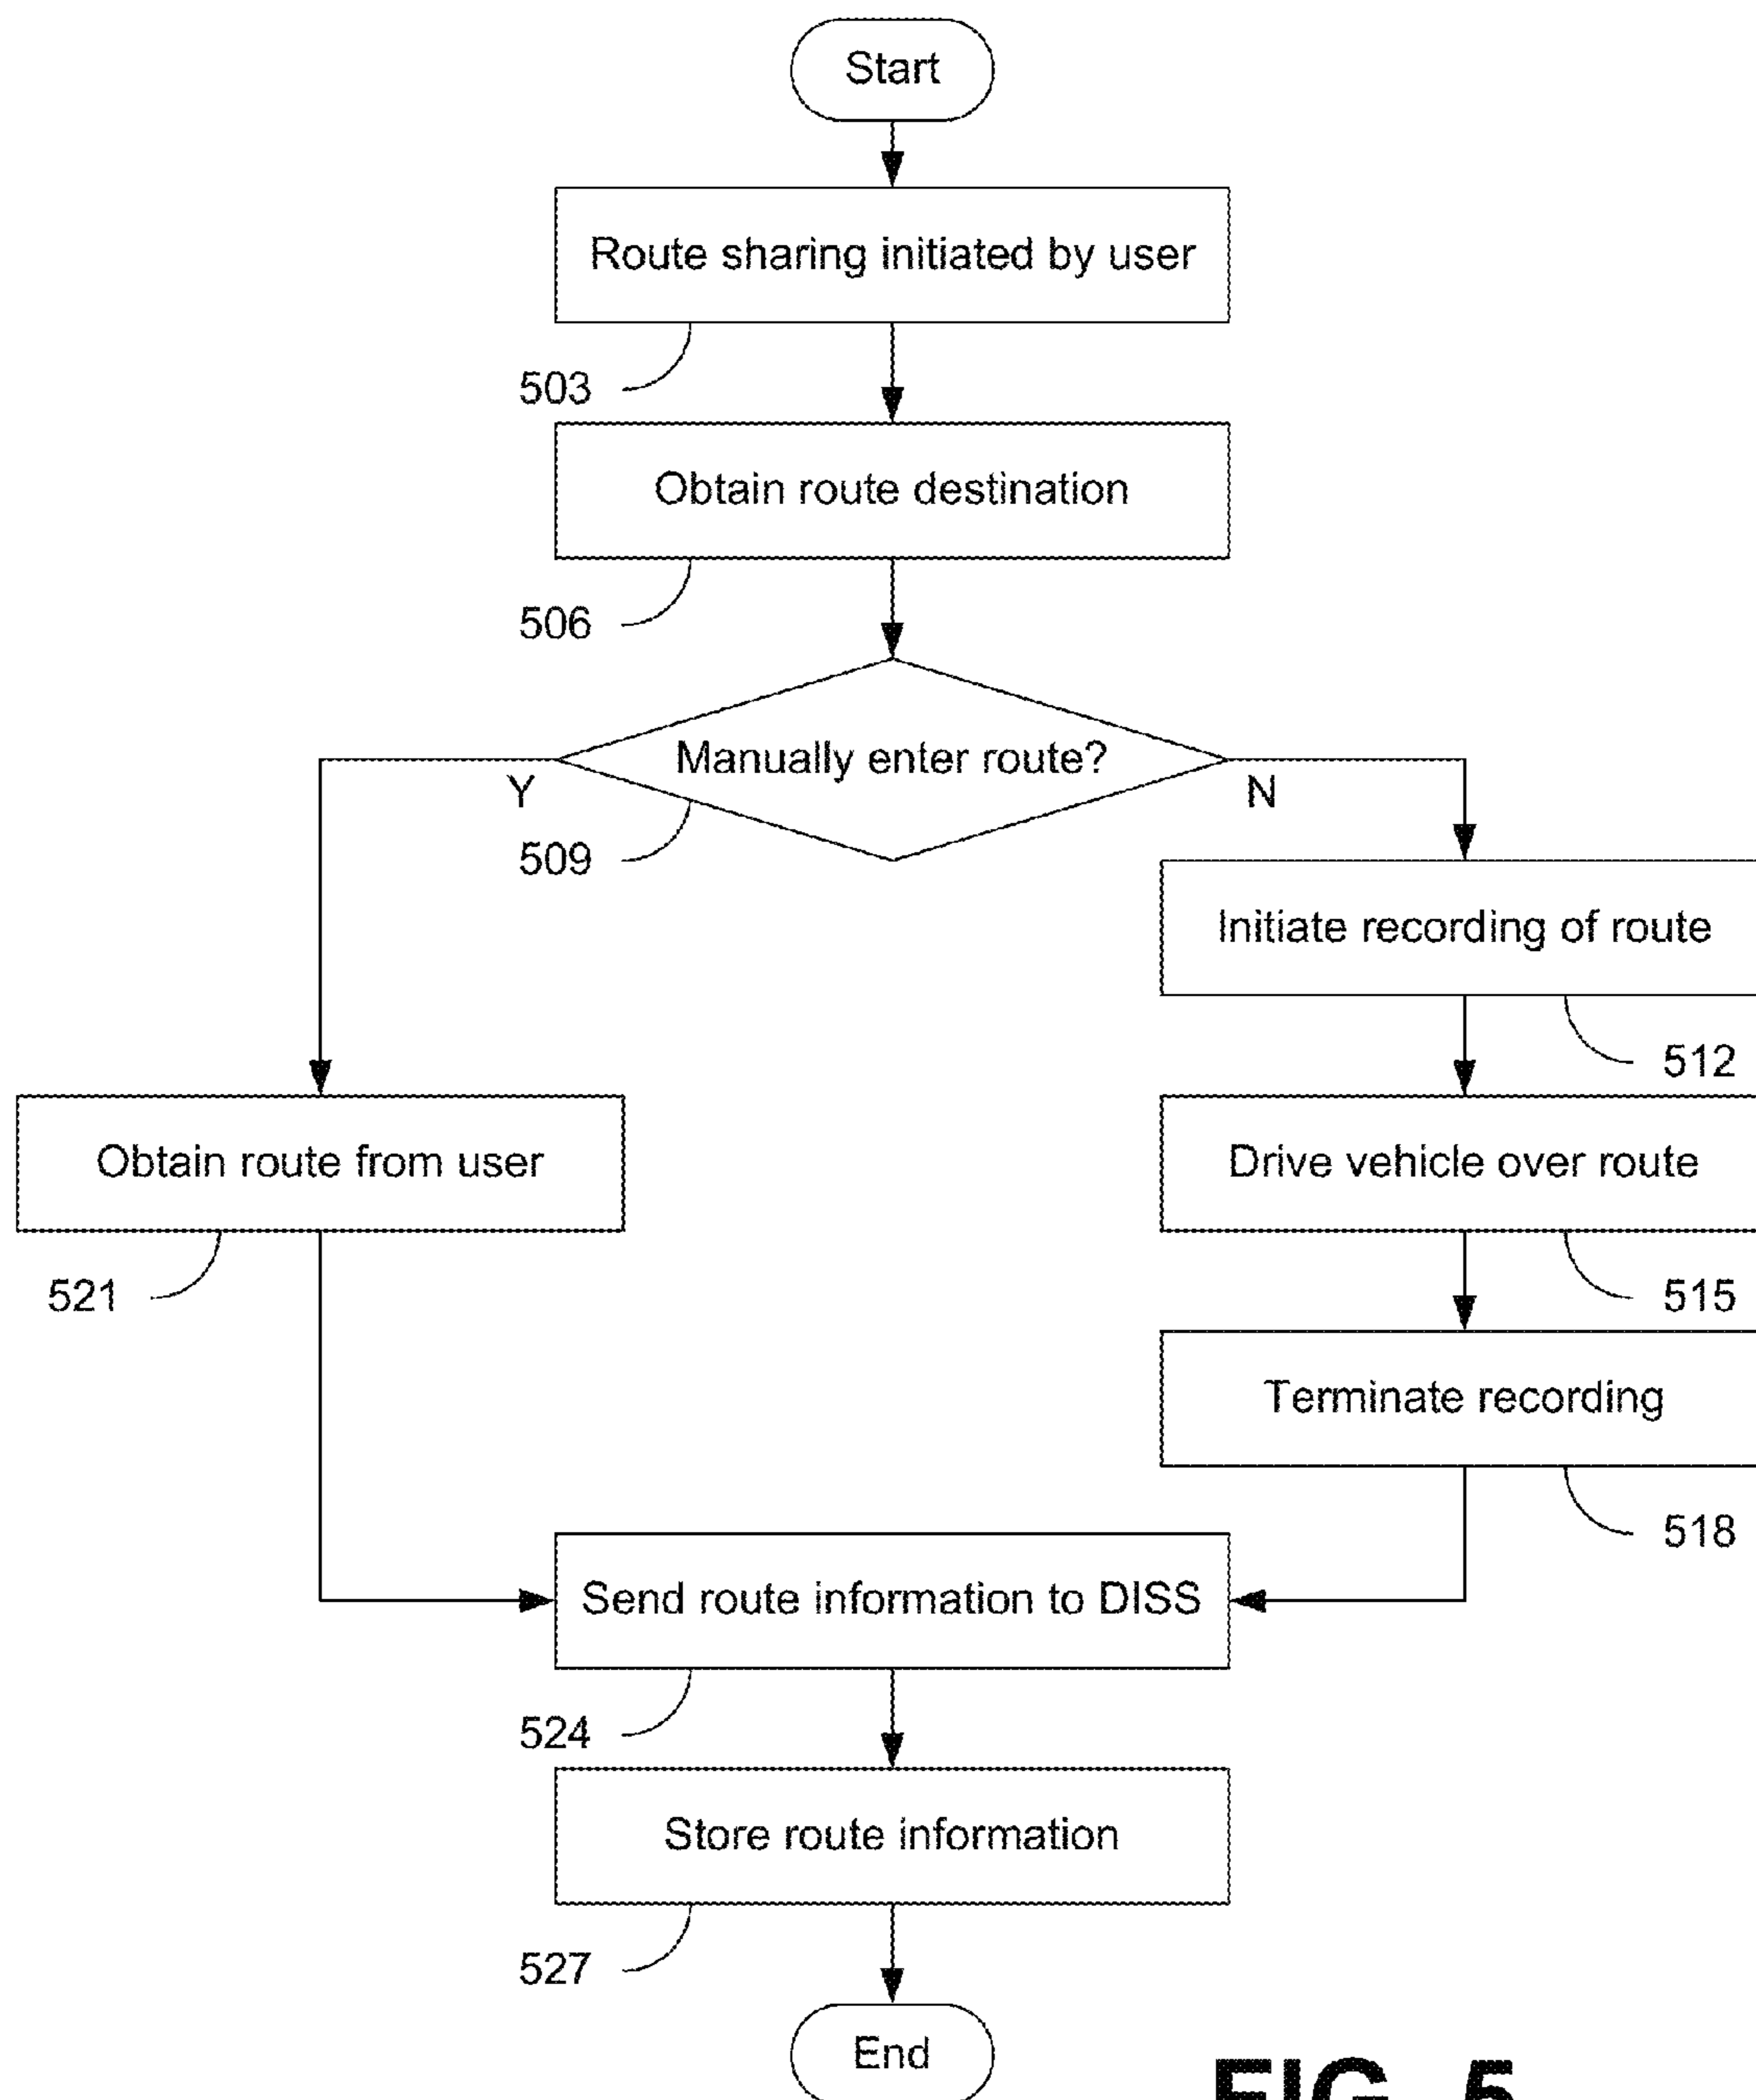 Start
Route sharing initiated by user
503
Obtain route destination
506
Manually enter route?
Y
N
509
Initiate recording of route
512
Obtain route from user
Drive vehicle over route
521
515
Terminate recording
518
Send route information to DISS
524
Store route information
527
End
FIG. 5